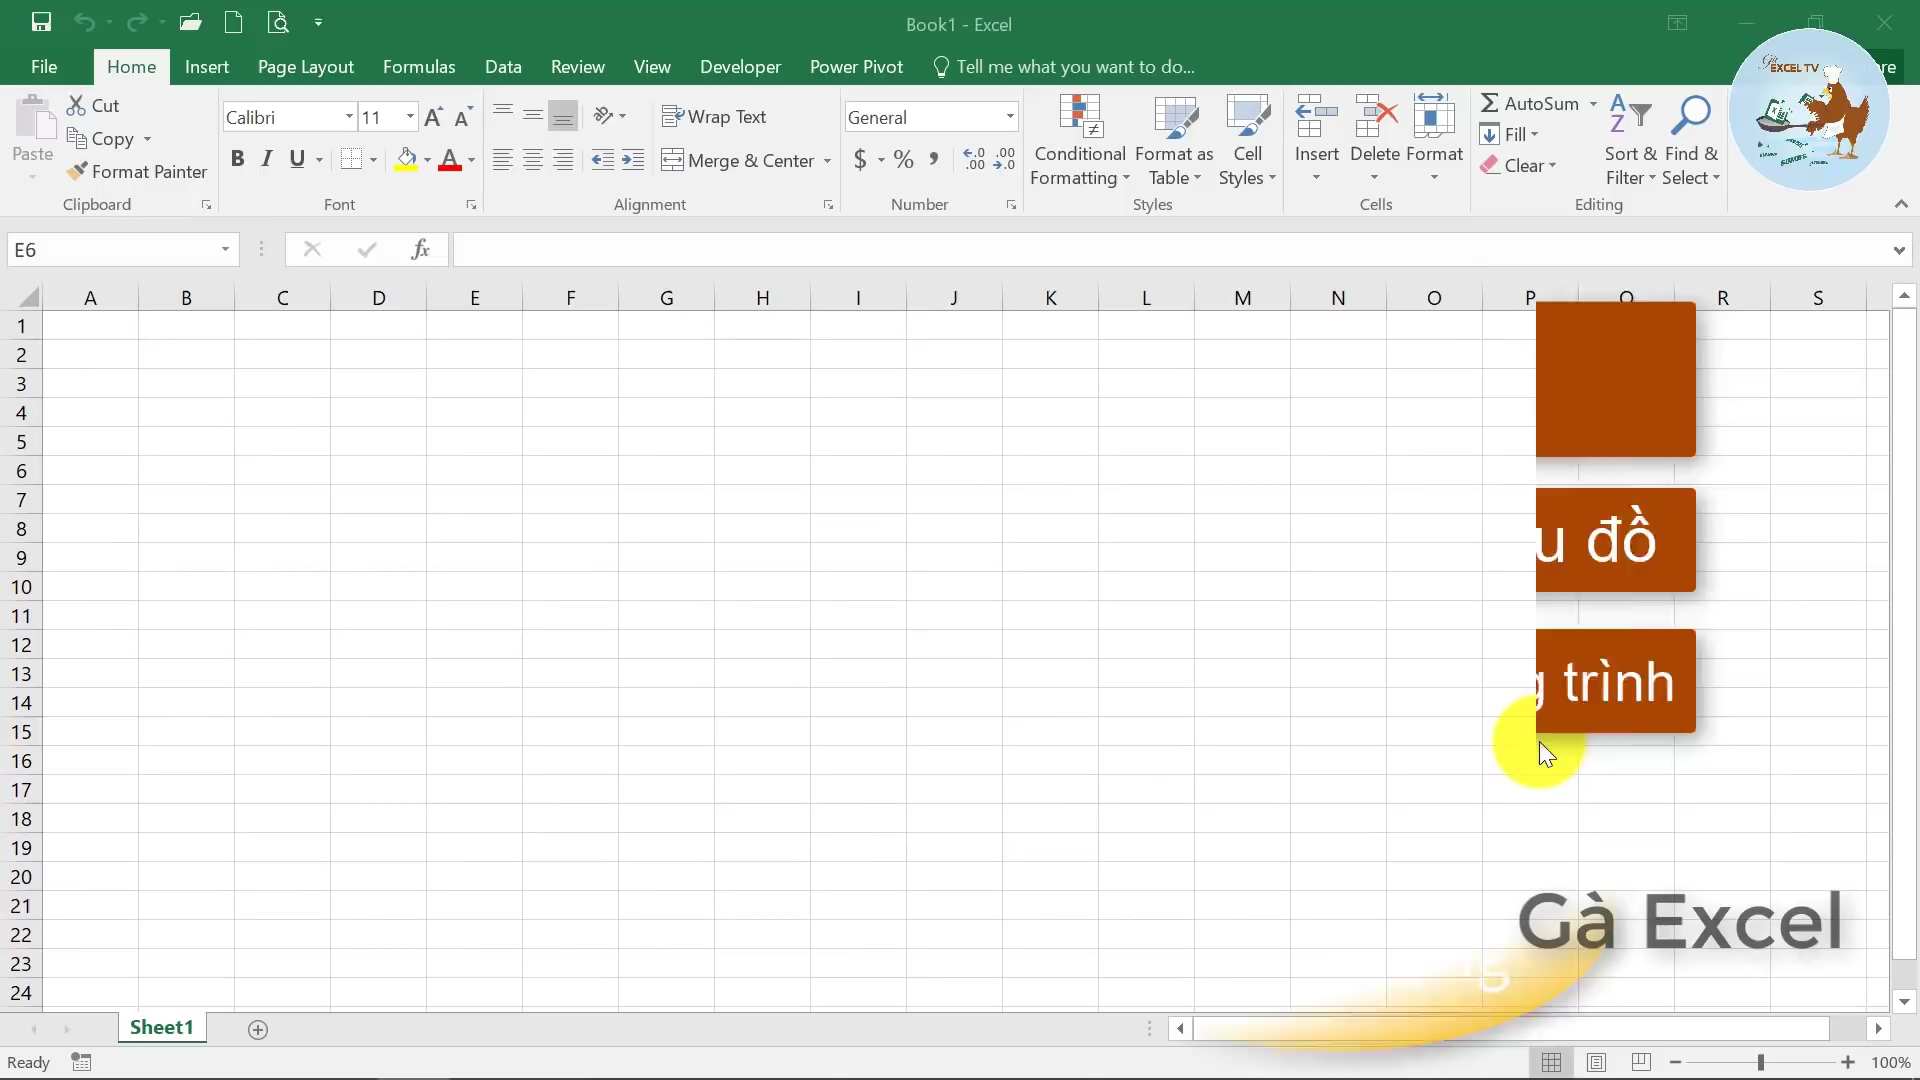 Book1 - Excel
File Home Insert Page Layout Formulas Data Review View Developer Power Pivot Tell me what you want to do...
EXCEL TV
Paste
Cut
Copy
Format Painter
Clipboard
Calibri 11
B I U
Font
Wrap Text
Merge & Center
Alignment
General
$ % ,
Number
Conditional Formatting
Format as Table
Cell Styles
Styles
Insert Delete Format
Cells
AutoSum
Fill
Clear
Sort & Filter
Find & Select
Editing
E6
fx
A B C D E F G H I J K L M N O P Q R S
1
2
3
4
5
6
7
8
đồ
9
10
11
12
13
trình
14
15
16
17
18
19
20
21
Gà Excel
22
23
24
Sheet1
Ready
100%